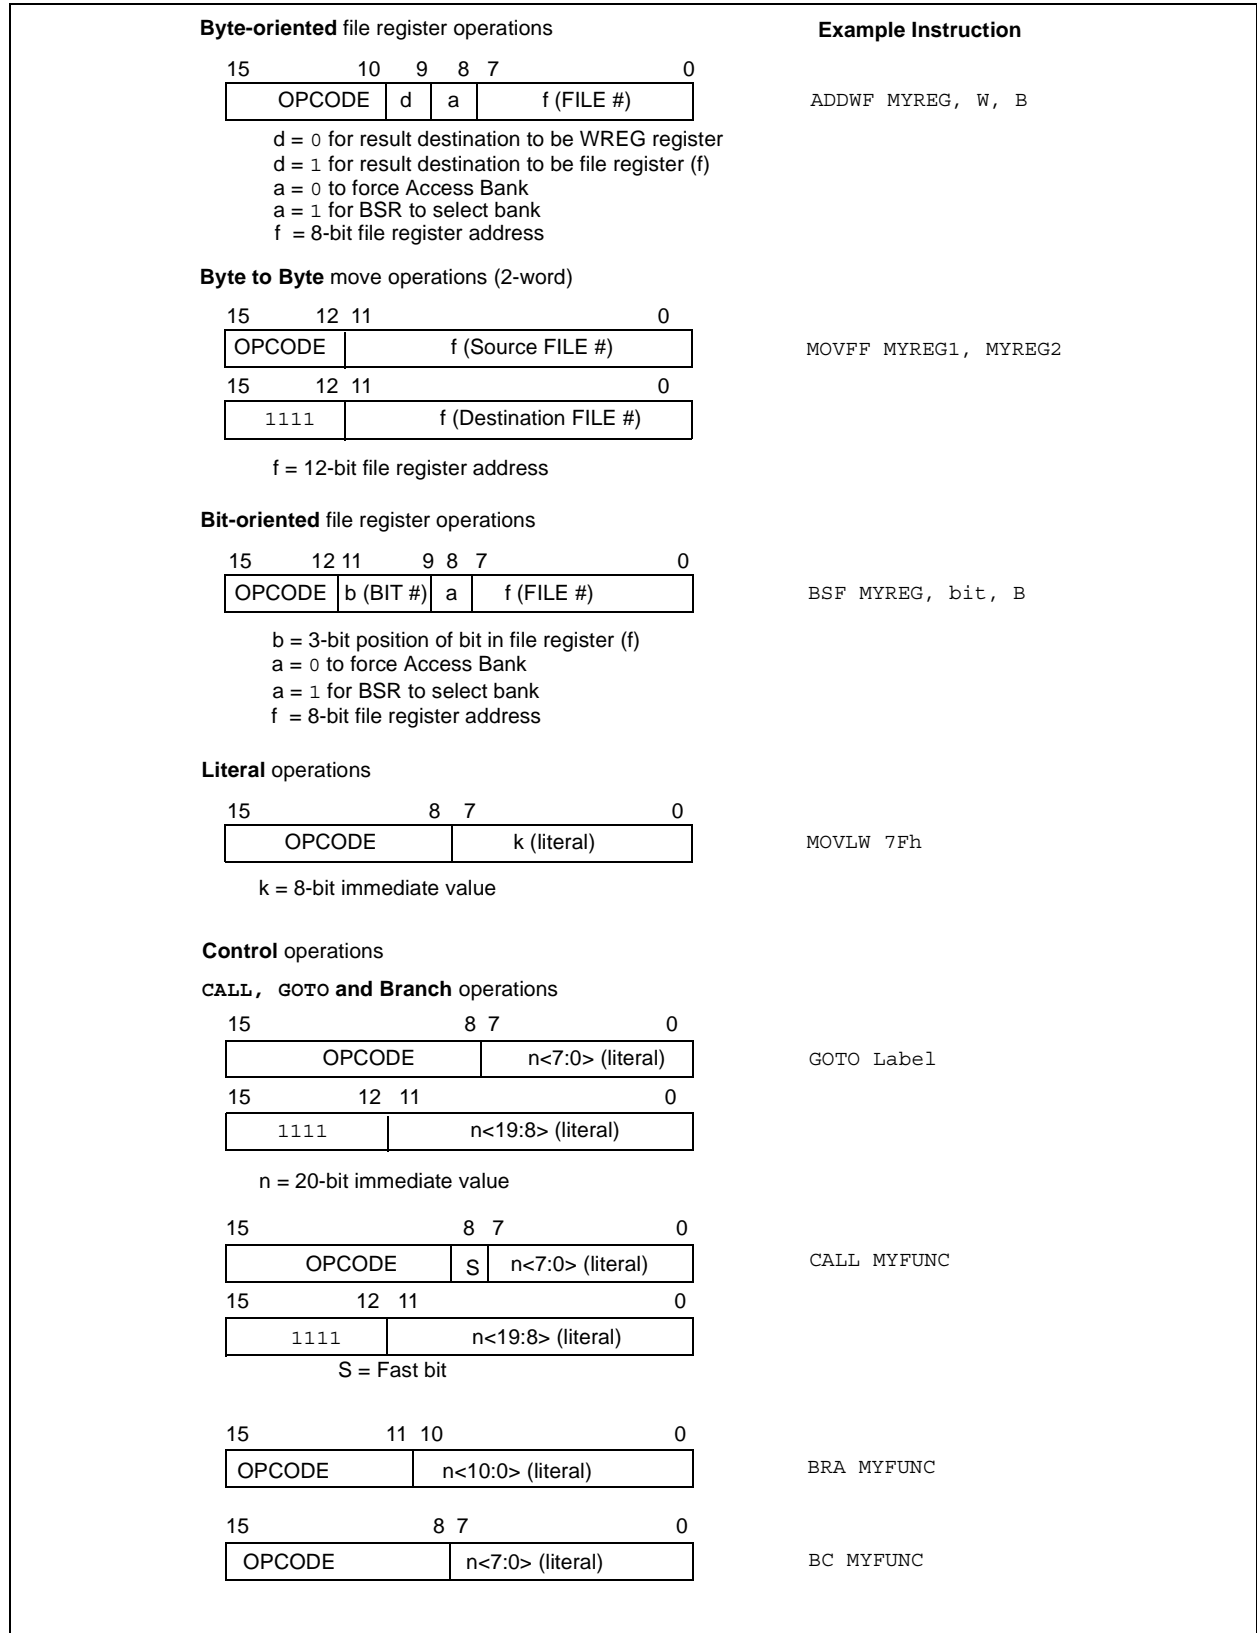 Byte-oriented file register operations
Example Instruction
15 10 9 8 7 0
OPCODE d a f (FILE #)
ADDWF MYREG, W, B
d = 0 for result destination to be WREG register
d = 1 for result destination to be file register (f)
a = 0 to force Access Bank
a = 1 for BSR to select bank
f = 8-bit file register address
Byte to Byte move operations (2-word)
15 12 11 0
OPCODE f (Source FILE #)
MOVFF MYREG1, MYREG2
15 12 11 0
1111 f (Destination FILE #)
f = 12-bit file register address
Bit-oriented file register operations
15 12 11 9 8 7 0
OPCODE b (BIT #) a f (FILE #)
BSF MYREG, bit, B
b = 3-bit position of bit in file register (f)
a = 0 to force Access Bank
a = 1 for BSR to select bank
f = 8-bit file register address
Literal operations
15 8 7 0
OPCODE k (literal)
MOVLW 7Fh
k = 8-bit immediate value
Control operations
CALL, GOTO and Branch operations
15 8 7 0
OPCODE n<7:0> (literal)
GOTO Label
15 12 11 0
1111 n<19:8> (literal)
n = 20-bit immediate value
15 8 7 0
OPCODE S n<7:0> (literal)
CALL MYFUNC
15 12 11 0
1111 n<19:8> (literal)
S = Fast bit
15 11 10 0
OPCODE n<10:0> (literal)
BRA MYFUNC
15 8 7 0
OPCODE n<7:0> (literal)
BC MYFUNC